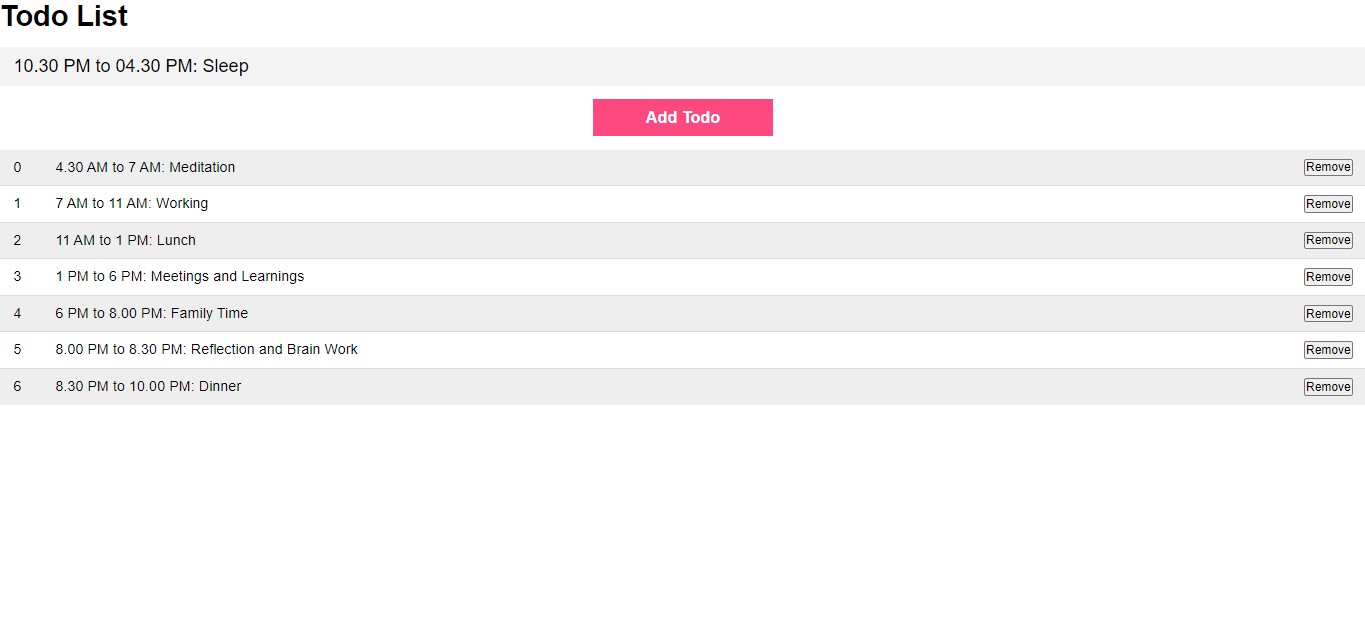 Todo List
10.30 PM to 04.30 PM: Sleep
Add Todo
0 4.30 AM to 7 AM: Meditation Remove
1 7 AM to 11 AM: Working Remove
2 11 AM to 1 PM: Lunch Remove
3 1 PM to 6 PM: Meetings and Learnings Remove
4 6 PM to 8.00 PM: Family Time Remove
5 8.00 PM to 8.30 PM: Reflection and Brain Work Remove
6 8.30 PM to 10.00 PM: Dinner Remove